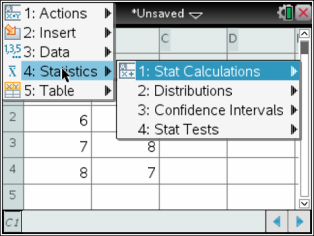 1: Actions
2: Insert
3: Data
4: Statistics
5: Table
*Unsaved
C D
1: Stat Calculations
2: Distributions
3: Confidence Intervals
4: Stat Tests
2 6
3 7 8
4 8 7
5
C1